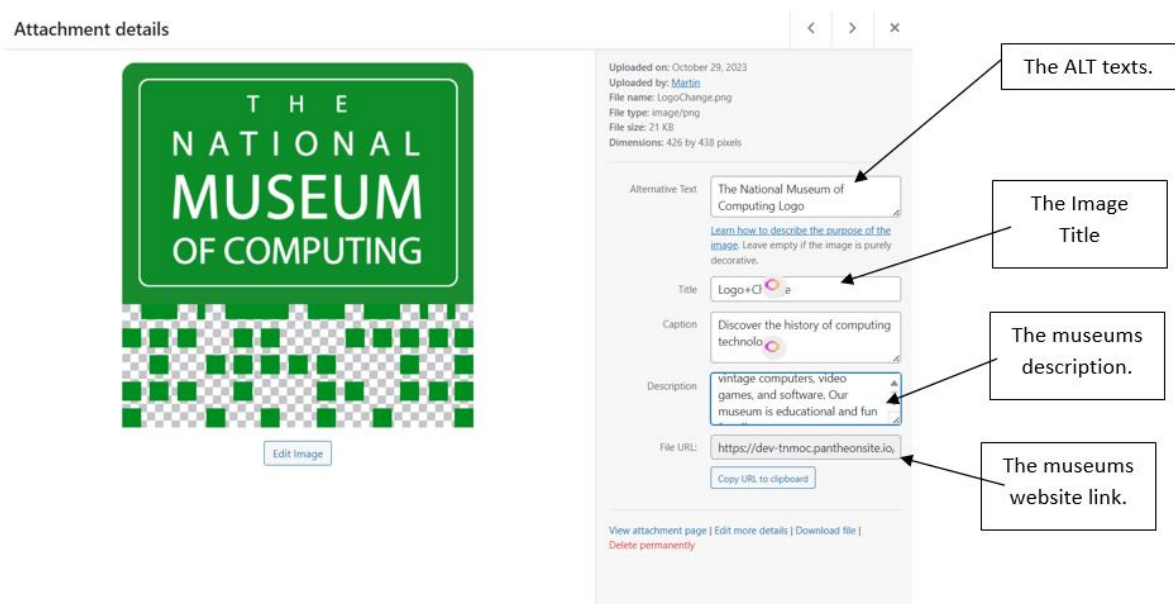 Attachment details
THE
NATIONAL
MUSEUM
OF COMPUTING
Edit Image
Uploaded on: October 29, 2023
Uploaded by: Martin
File name: LogoChange.png
File type: image/png
File size: 21 KB
Dimensions: 426 by 438 pixels
Alternative Text
The National Museum of
Computing Logo
Learn how to describe the purpose of the
image. Leave empty if the image is purely
decorative.
Title
Caption
Discover the history of computing
Description
vintage computers, video
games, and software. Our
museum is educational and fun
File URL:
https://dev-tnmoc.pantheonsite.io,
Copy URL to clipboard
View attachment page | Edit more details | Download file |
Delete permanently
The ALT texts.
The Image
Title
The museums
description.
The museums
website link.